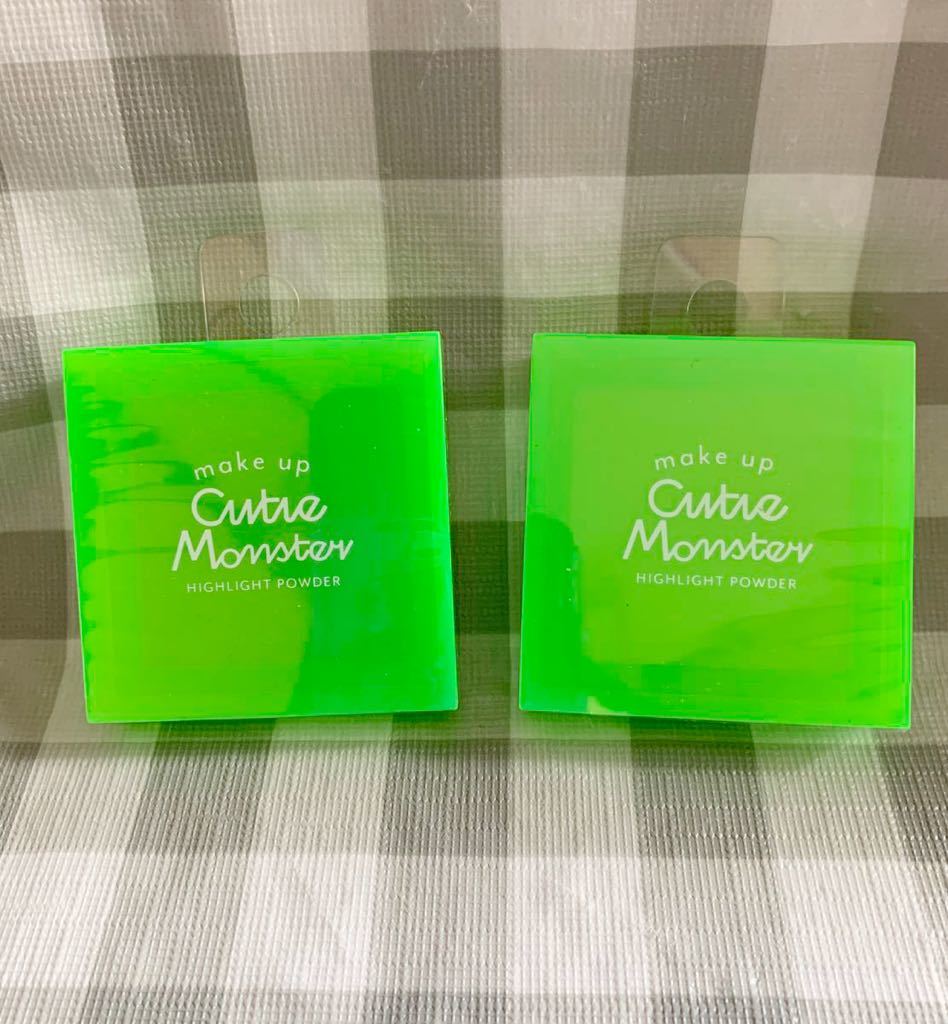 make up
Cutie
Monster
HIGHLIGHT POWDER
make up
Cutie
Monster
HIGHLIGHT POWDER